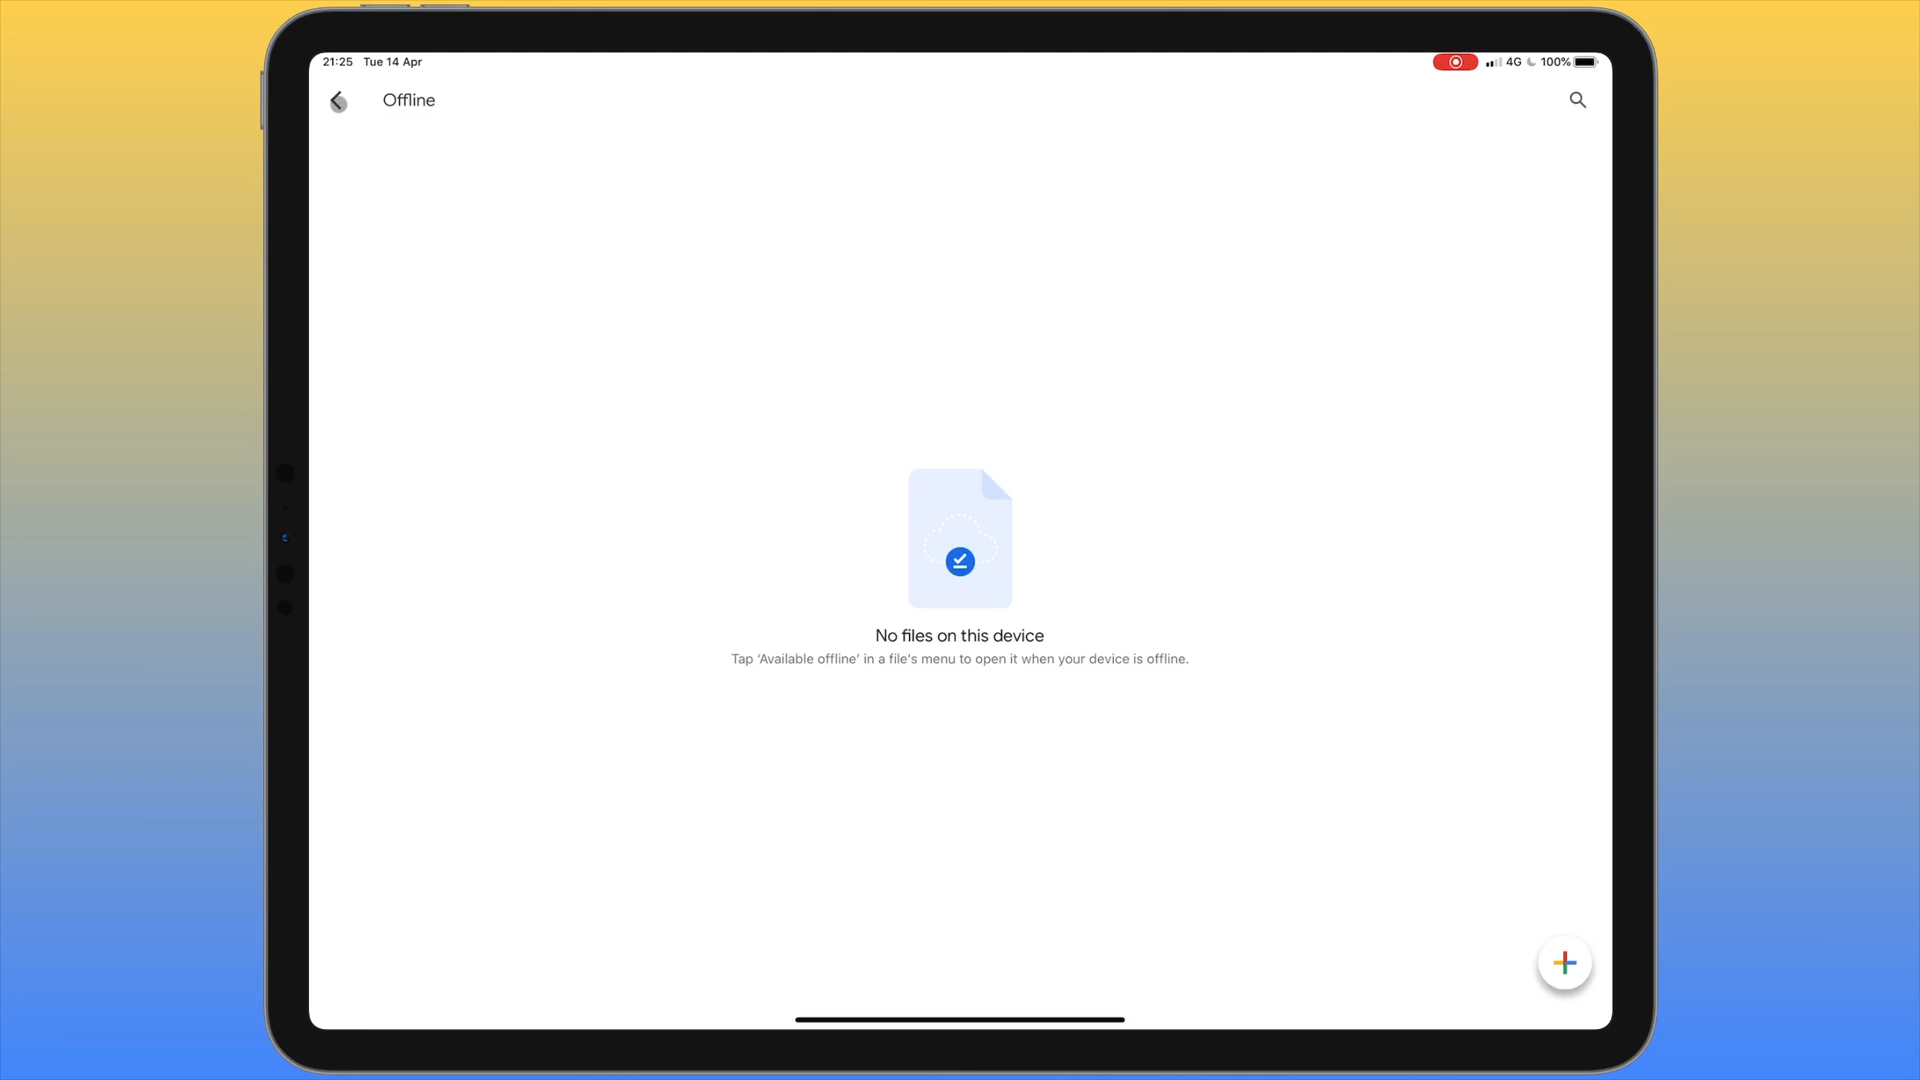 21:25 Tue 14 Apr
4G 100%
Offline
No files on this device
Tap ‘Available offline’ in a file's menu to open it when your device is offline.